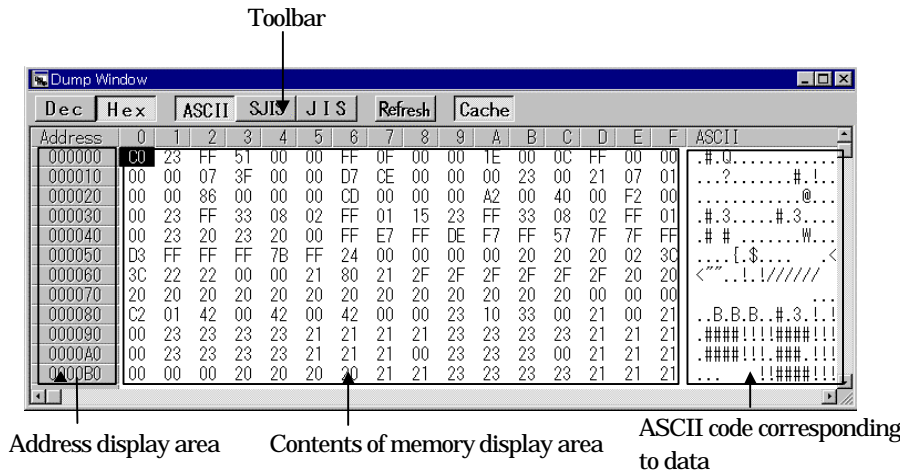 Toolbar
Dump Window
Dec Hex ASCII SJIS JIS Refresh Cache
Address 0 1 2 3 4 5 6 7 8 9 A B C D E F ASCII
000000 C0 23 FF 51 00 00 FF 0F 00 00 1E 00 0C FF 00 00 .#.Q............
000010 00 00 07 3F 00 00 D7 CE 00 00 00 23 00 21 07 01 ...?.......#.!..
000020 00 00 86 00 00 00 CD 00 00 00 A2 00 40 00 F2 00 ............@...
000030 00 23 FF 33 08 02 FF 01 15 23 FF 33 08 02 FF 01 .#.3.....#.3....
000040 00 23 20 23 20 00 FF E7 FF DE F7 FF 57 7F 7F FF .# # .......W...
000050 D3 FF FF FF 7B FF 24 00 00 00 00 20 20 20 02 3C ....{.$.... .<
000060 3C 22 22 00 00 21 80 21 2F 2F 2F 2F 2F 2F 20 20 <""..!.!//////
000070 20 20 20 20 20 20 20 20 20 20 20 20 20 00 00 00 ...
000080 C2 01 42 00 42 00 42 00 00 23 10 33 00 21 00 21 ..B.B.B..#.3.!.!
000090 00 23 23 23 23 21 21 21 21 23 23 23 23 21 21 21 .####!!!!####!!!
0000A0 00 23 23 23 23 21 21 21 00 23 23 23 00 21 21 21 .####!!!.###.!!!
0000B0 00 00 00 20 20 20 20 21 21 23 23 23 23 21 21 21 ... !!####!!!
Address display area Contents of memory display area ASCII code corresponding
to data